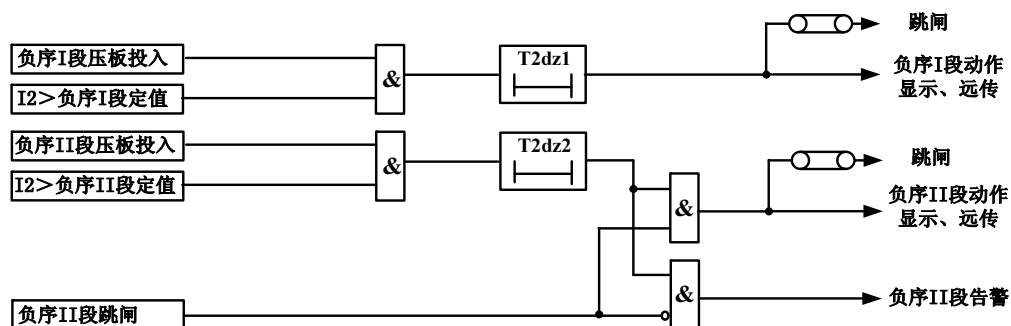 跳闸
负序I段压板投入
&
T2dz1
负序I段动作
显示、远传
I2>负序I段定值
负序II段压板投入
&
T2dz2
跳闸
I2>负序II段定值
&
负序II段动作
显示、远传
负序II段跳闸
&
负序II段告警